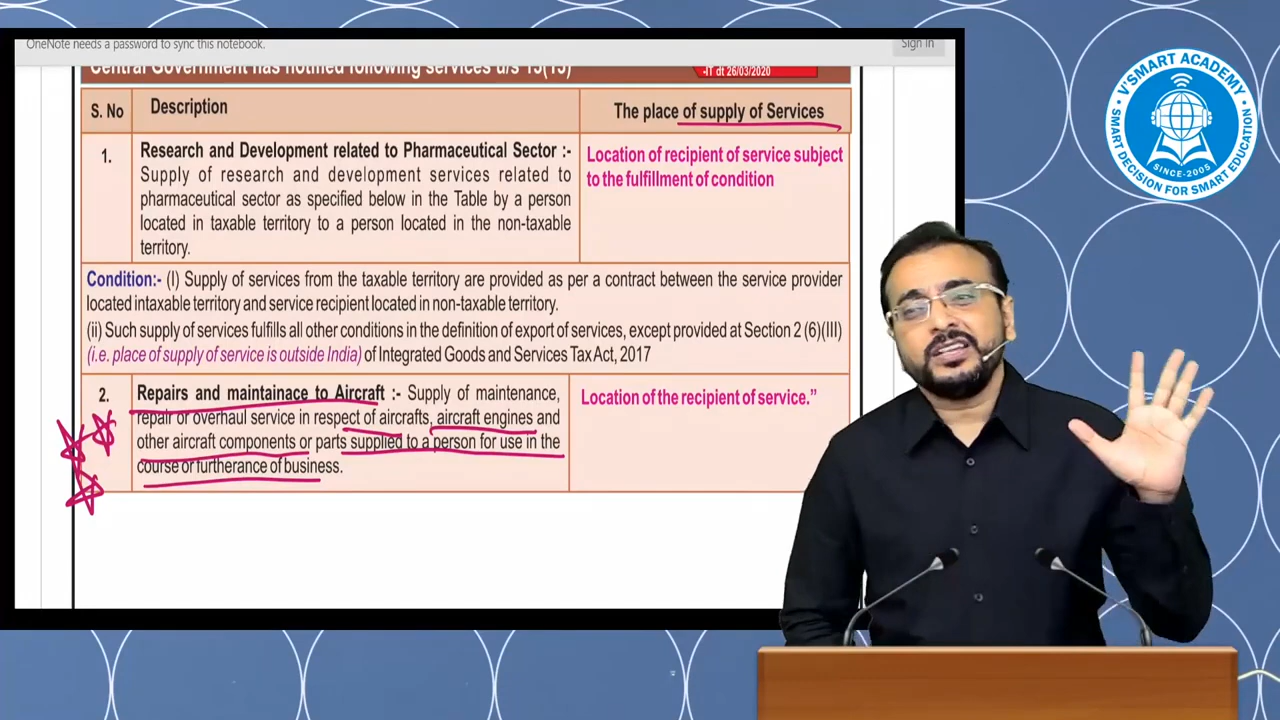 OneNote needs a password to sync this notebook.
Sign in
Central Government has notified following services u/s 13(13)
-IT dt 26/03/2020
S. No
Description
The place of supply of Services
1.
Research and Development related to Pharmaceutical Sector :-
Supply of research and development services related to
pharmaceutical sector as specified below in the Table by a person
located in taxable territory to a person located in the non-taxable
territory.
Location of recipient of service subject
to the fulfillment of condition
Condition:- (I) Supply of services from the taxable territory are provided as per a contract between the service provider
located intaxable territory and service recipient located in non-taxable territory.
(ii) Such supply of services fulfills all other conditions in the definition of export of services, except provided at Section 2 (6)(III)
(i.e. place of supply of service is outside India) of Integrated Goods and Services Tax Act, 2017
2.
Repairs and maintainace to Aircraft :- Supply of maintenance,
repair or overhaul service in respect of aircrafts, aircraft engines and
other aircraft components or parts supplied to a person for use in the
course or furtherance of business.
Location of the recipient of service.”
V'SMART ACADEMY
SINCE-2005
SMART DECISION FOR SMART EDUCATION